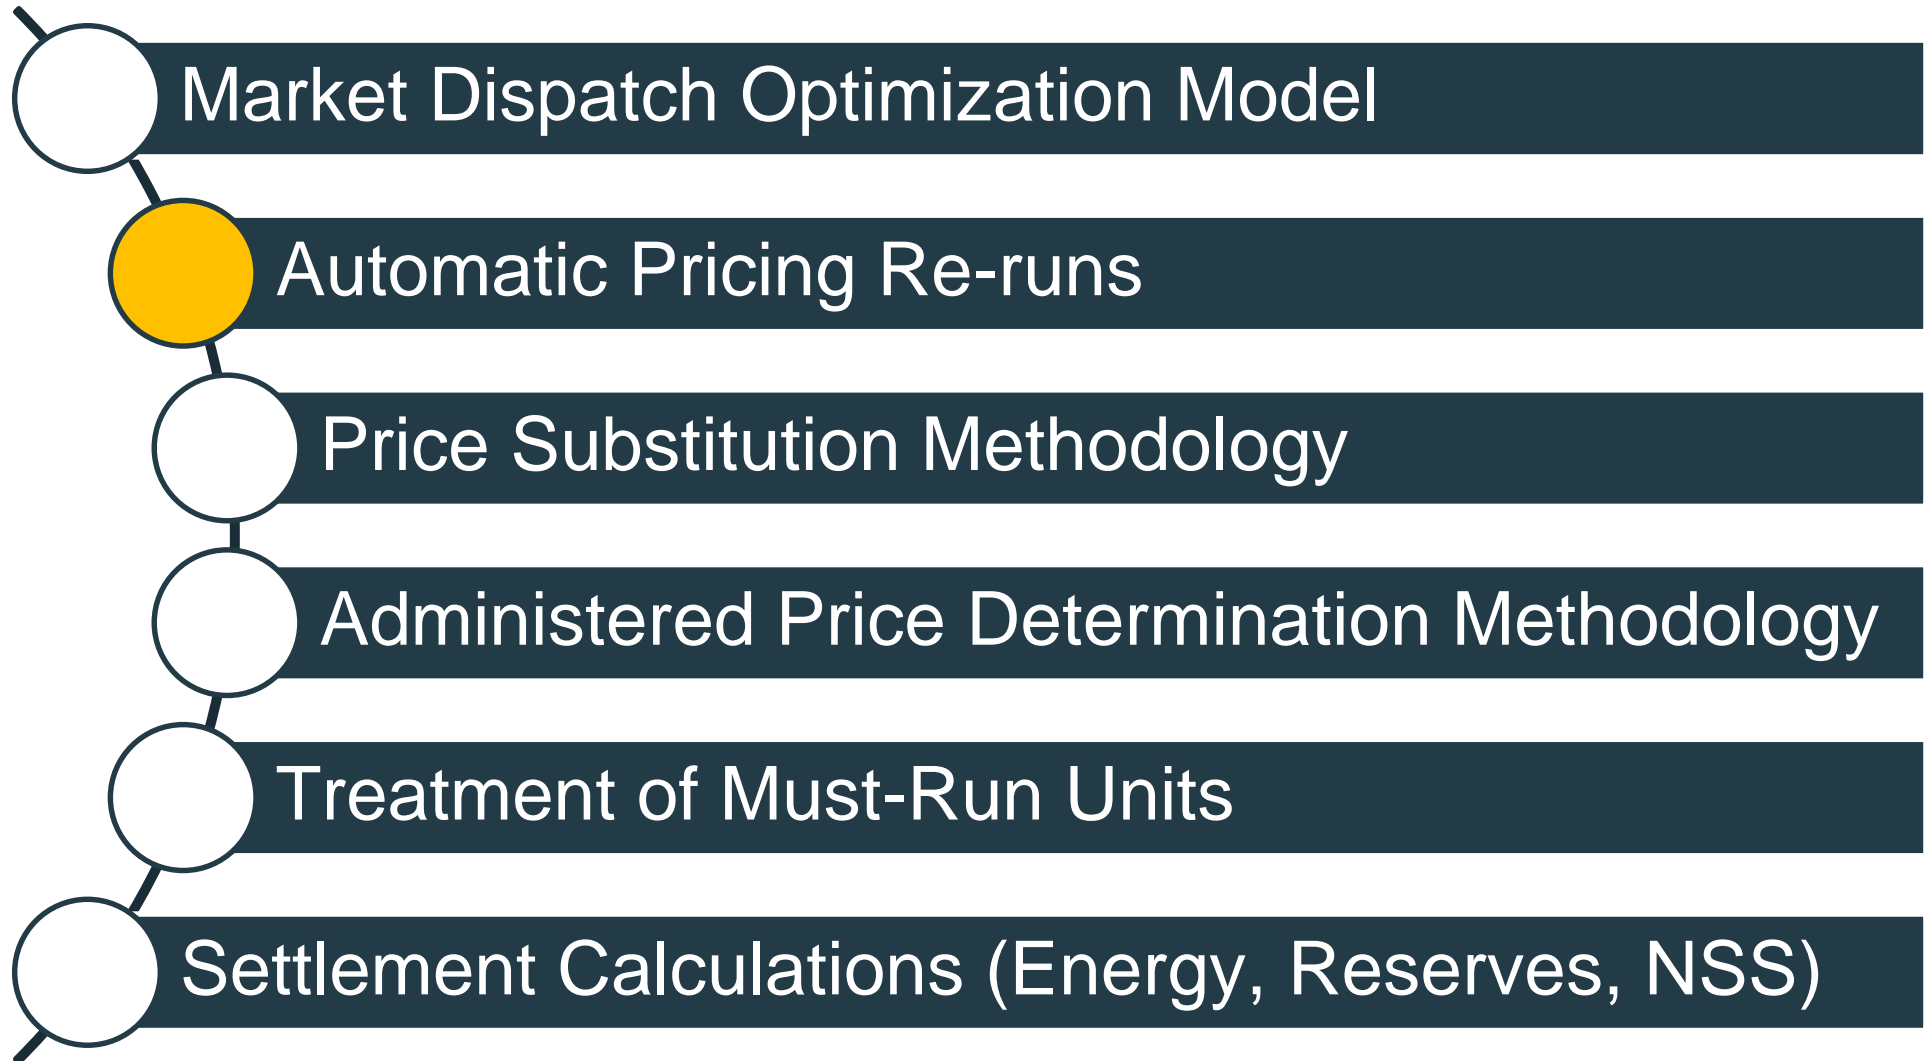 Market Dispatch Optimization Model
Automatic Pricing Re-runs
Price Substitution Methodology
Administered Price Determination Methodology
Treatment of Must-Run Units
Settlement Calculations (Energy, Reserves, NSS)